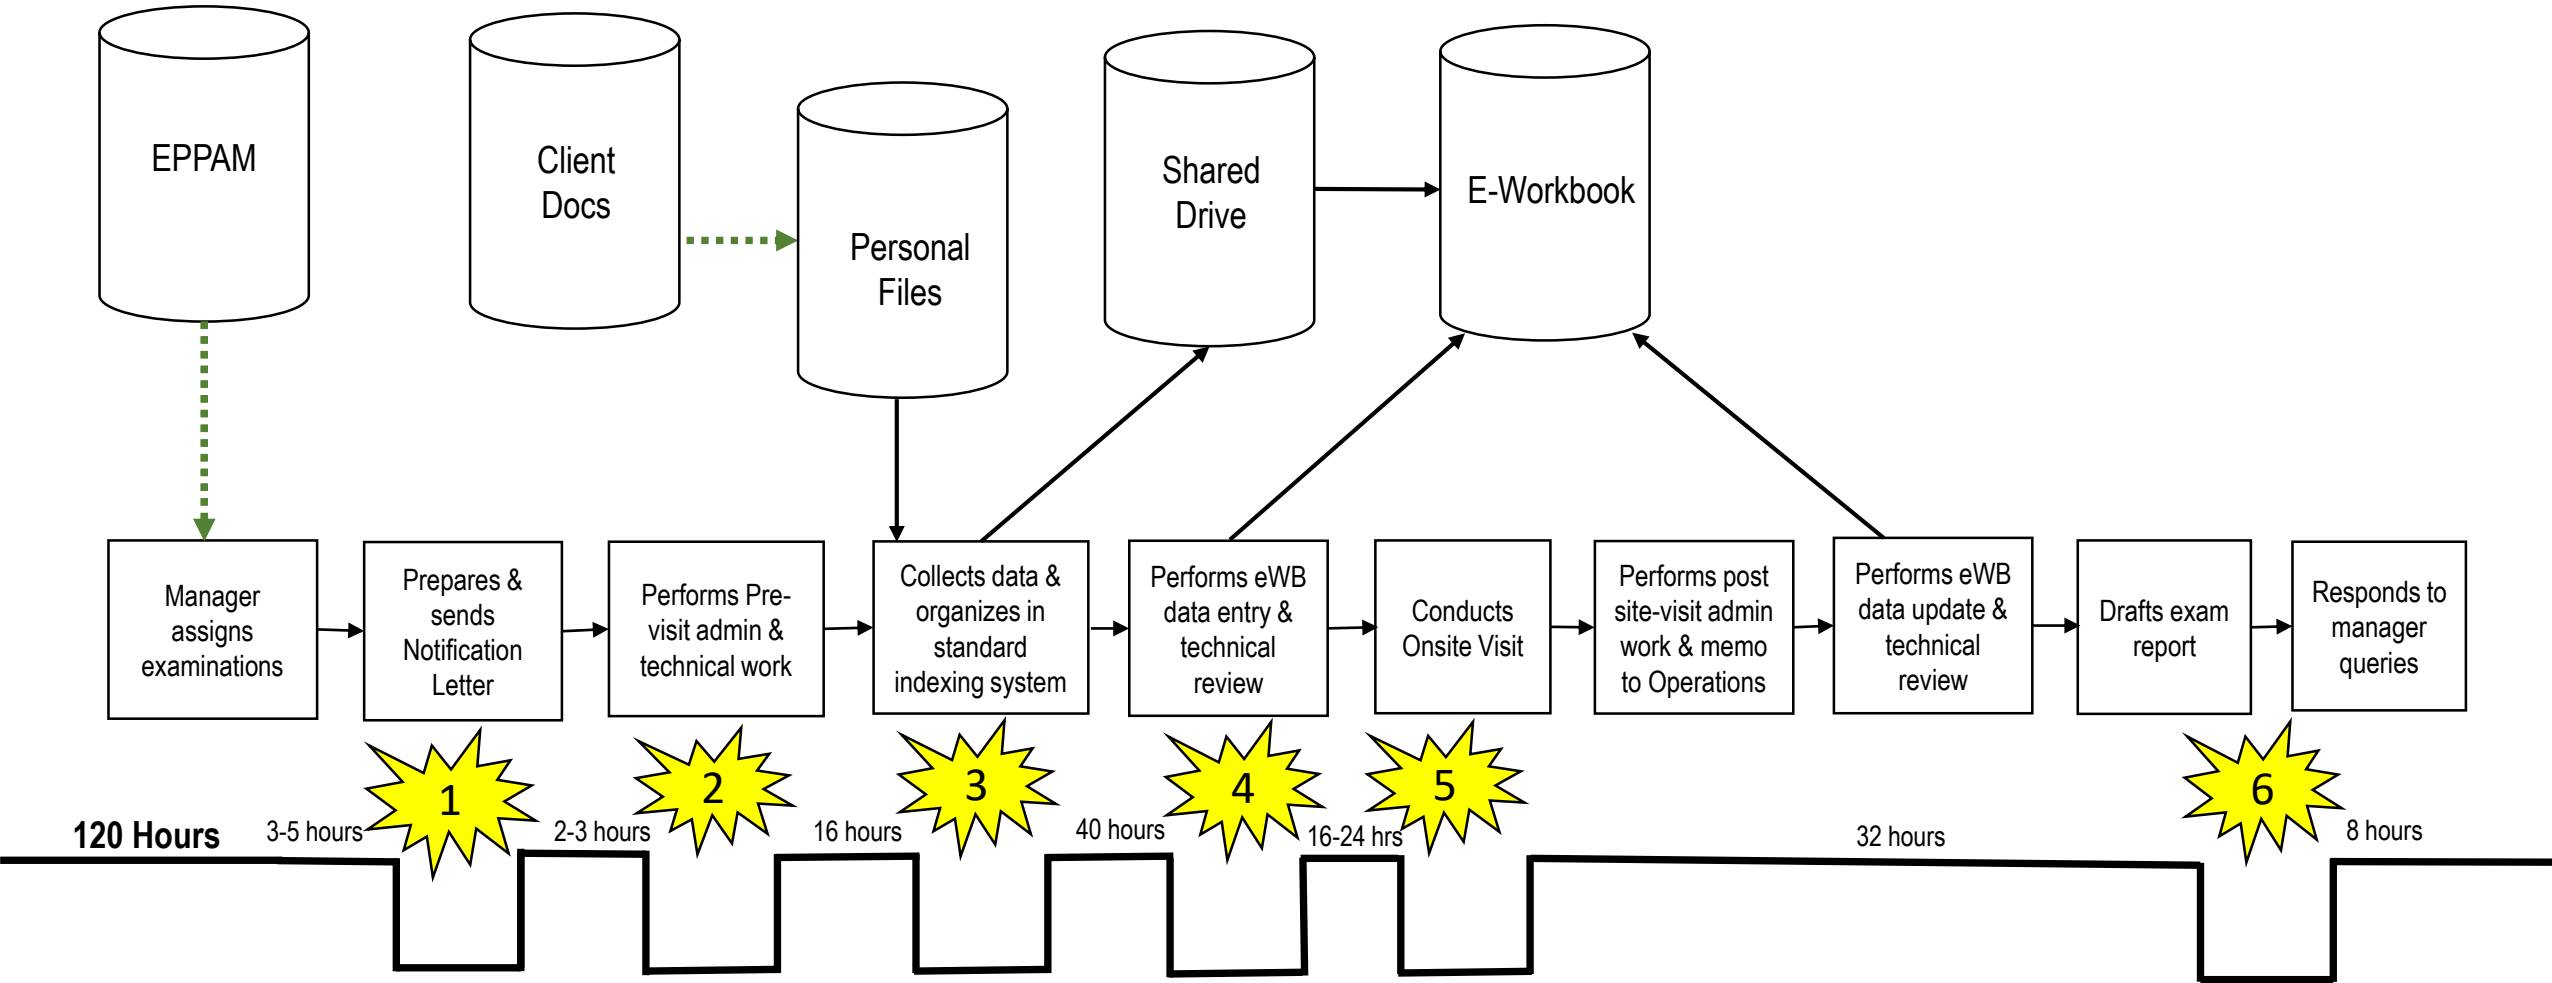 EPPAM
Client
Docs
Personal
Files
Shared
Drive
E-Workbook
Manager
assigns
examinations
Prepares &
sends
Notification
Letter
Performs Pre-
visit admin &
technical work
Collects data &
organizes in
standard
indexing system
Performs eWB
data entry &
technical
review
Conducts
Onsite Visit
Performs post
site-visit admin
work & memo
to Operations
Performs eWB
data update &
technical
review
Drafts exam
report
Responds to
manager
queries
1
2
3
4
5
6
120 Hours
3-5 hours
2-3 hours
16 hours
40 hours
16-24 hrs
32 hours
8 hours